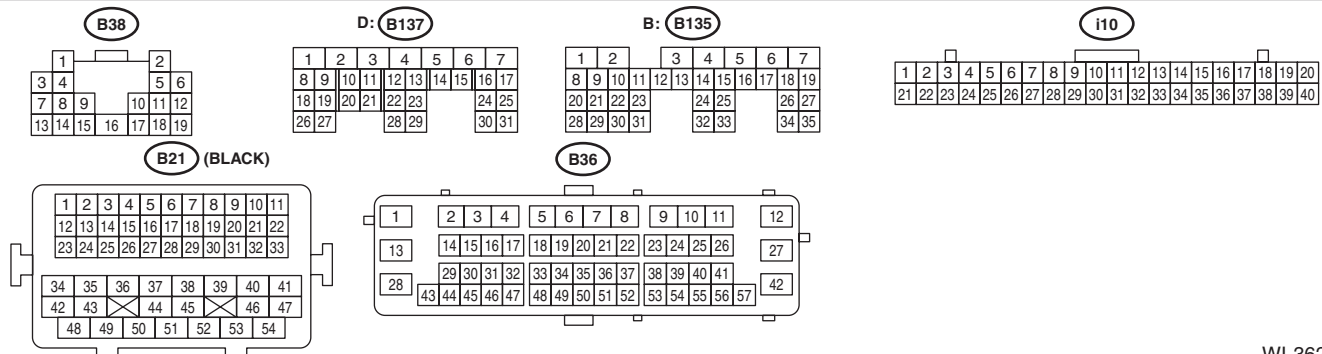 B38
D: B137
B: B135
i10
1 2
3 4 5 6
7 8 9 10 11 12
13 14 15 16 17 18 19
1 2 3 4 5 6 7
8 9 10 11 12 13 14 15 16 17
18 19 20 21 22 23 24 25
26 27 28 29 30 31
1 2 3 4 5 6 7
8 9 10 11 12 13 14 15 16 17 18 19
20 21 22 23 24 25 26 27
28 29 30 31 32 33 34 35
1 2 3 4 5 6 7 8 9 10 11 12 13 14 15 16 17 18 19 20
21 22 23 24 25 26 27 28 29 30 31 32 33 34 35 36 37 38 39 40
B21 (BLACK)
1 2 3 4 5 6 7 8 9 10 11
12 13 14 15 16 17 18 19 20 21 22
23 24 25 26 27 28 29 30 31 32 33
34 35 36 37 38 39 40 41
42 43 44 45 46 47
48 49 50 51 52 53 54
B36
1 2 3 4 5 6 7 8 9 10 11 12
13 14 15 16 17 18 19 20 21 22 23 24 25 26 27
28 29 30 31 32 33 34 35 36 37 38 39 40 41 42
43 44 45 46 47 48 49 50 51 52 53 54 55 56 57